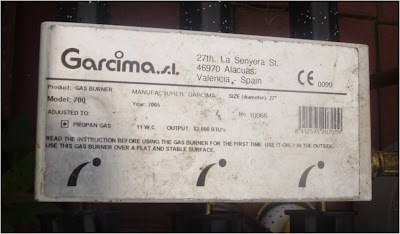 Garcima,s.l.
27th, La Senyera St.
46970 Alacuas,
Valencia, Spain
CE 0099
Product: GAS BURNER MANUFACTURER: GARCIMA SIZE (diameter): 27"
Model: 700 Year: 2005
ADJUSTED TO: No: 10966
PROPAN GAS 11 W.C. OUTPUT: 52,000 BTU's
READ THE INSTRUCTION BEFORE USING THE GAS BURNER FOR THE FIRST TIME. USE IT ONLY IN THE OUTSIDE.
USE THIS GAS BURNER OVER A FLAT AND STABLE SURFACE.